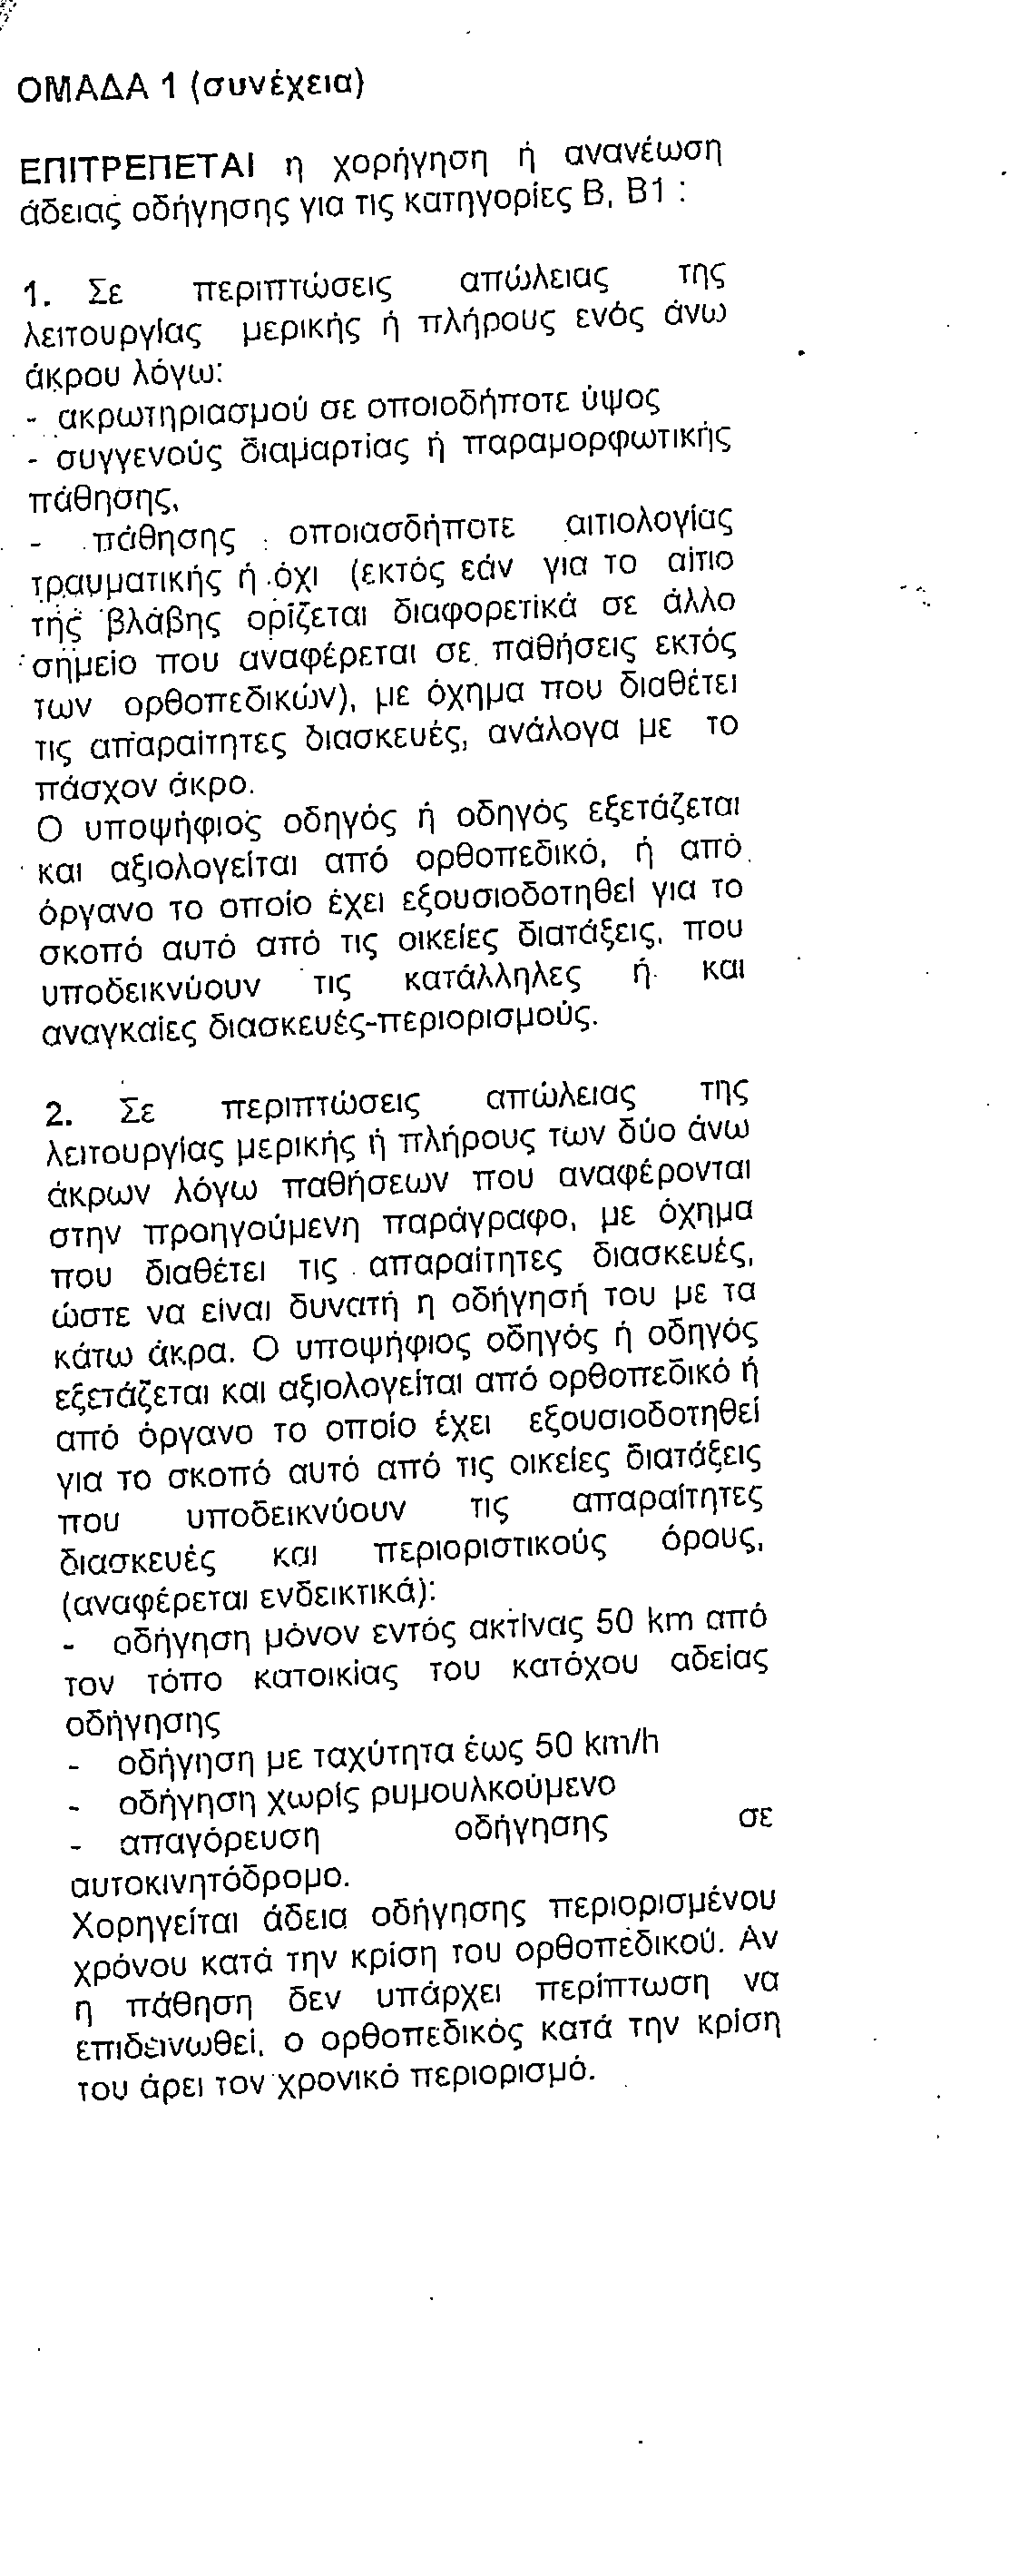 ΟΜΑΔΑ 1 (συνέχεια)
ΕΠΙΤΡΕΠΕΤΑΙ η χορήγηση ή ανανέωση
άδειας οδήγησης για τις κατηγορίες Β, Β1 :
1. Σε περιπτώσεις απώλειας της
λειτουργίας μερικής ή πλήρους ενός άνω
άκρου λόγω:
- ακρωτηριασμού σε οποιοδήποτε ύψος
- συγγενούς διαμαρτίας ή παραμορφωτικής
πάθησης,
- πάθησης οποιασδήποτε αιτιολογίας
τραυματικής ή όχι (εκτός εάν για το αίτιο
της βλάβης ορίζεται διαφορετικά σε άλλο
σημείο που αναφέρεται σε παθήσεις εκτός
των ορθοπεδικών), με όχημα που διαθέτει
τις απαραίτητες διασκευές, ανάλογα με το
πάσχον άκρο.
Ο υποψήφιος οδηγός ή οδηγός εξετάζεται
και αξιολογείται από ορθοπεδικό, ή από
όργανο το οποίο έχει εξουσιοδοτηθεί για το
σκοπό αυτό από τις οικείες διατάξεις, που
υποδεικνύουν τις κατάλληλες ή και
αναγκαίες διασκευές-περιορισμούς.
2. Σε περιπτώσεις απώλειας της
λειτουργίας μερικής ή πλήρους των δύο άνω
άκρων λόγω παθήσεων που αναφέρονται
στην προηγούμενη παράγραφο, με όχημα
που διαθέτει τις απαραίτητες διασκευές,
ώστε να είναι δυνατή η οδήγησή του με τα
κάτω άκρα. Ο υποψήφιος οδηγός ή οδηγός
εξετάζεται και αξιολογείται από ορθοπεδικό ή
από όργανο το οποίο έχει εξουσιοδοτηθεί
για το σκοπό αυτό από τις οικείες διατάξεις
που υποδεικνύουν τις απαραίτητες
διασκευές και περιοριστικούς όρους,
(αναφέρεται ενδεικτικά):
- οδήγηση μόνον εντός ακτίνας 50 km από
τον τόπο κατοικίας του κατόχου αδείας
οδήγησης
- οδήγηση με ταχύτητα έως 50 km/h
- οδήγηση χωρίς ρυμουλκούμενο
- απαγόρευση οδήγησης σε
αυτοκινητόδρομο.
Χορηγείται άδεια οδήγησης περιορισμένου
χρόνου κατά την κρίση του ορθοπεδικού. Αν
η πάθηση δεν υπάρχει περίπτωση να
επιδεινωθεί, ο ορθοπεδικός κατά την κρίση
του άρει τον χρονικό περιορισμό.